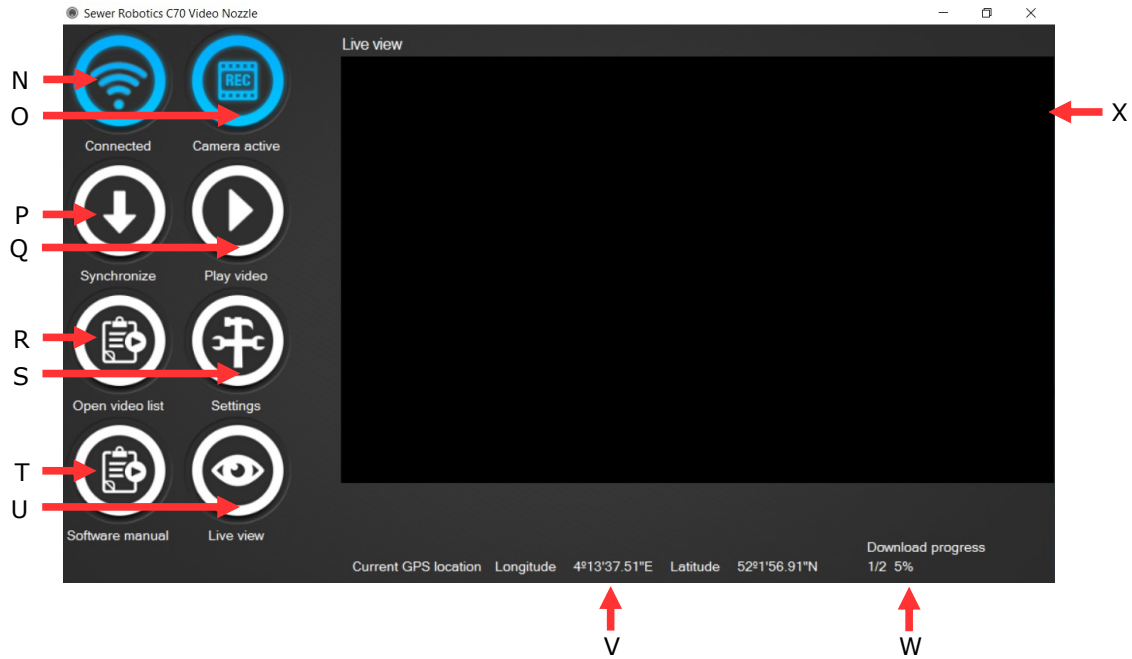 Sewer Robotics C70 Video Nozzle
Live view
N
REC
O
X
Connected Camera active
P
Q
Synchronize Play video
R
S
Open video list Settings
T
U
Software manual Live view
Download progress
Current GPS location Longitude 4º13'37.51"E Latitude 52º1'56.91"N 1/2 5%
V W